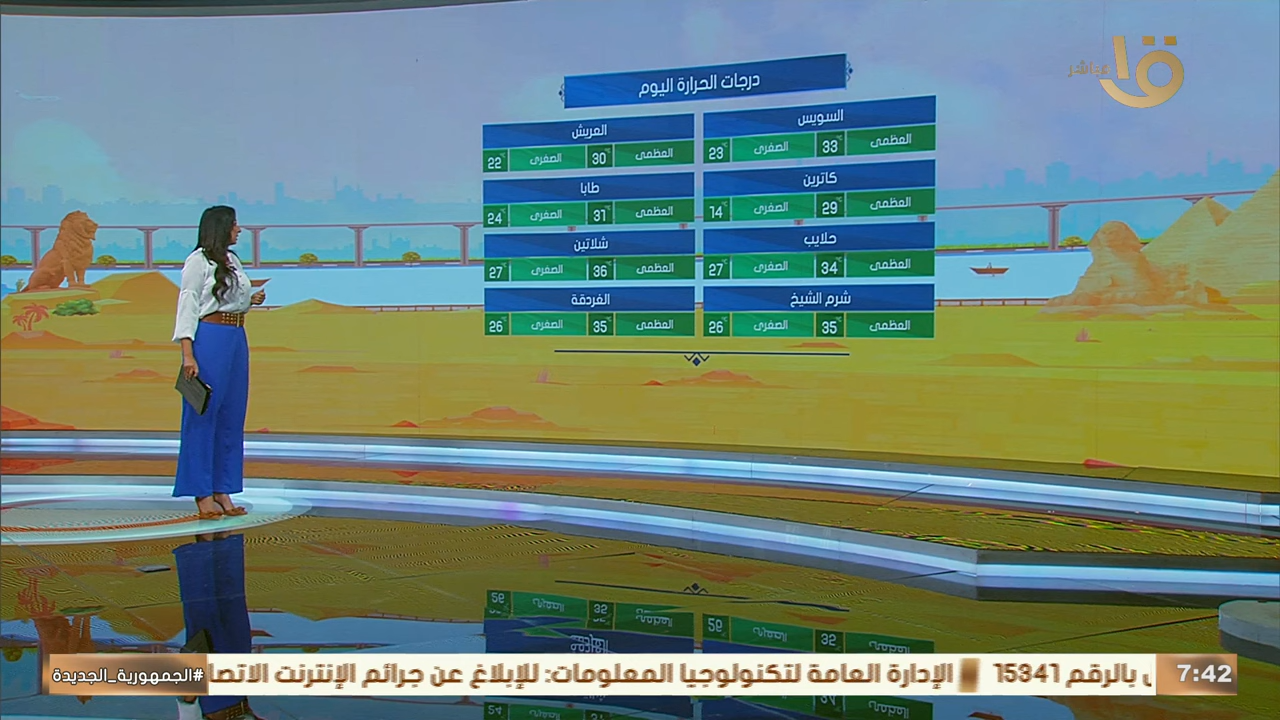 مباشر
درجات الحرارة اليوم
السويس
العظمى 33 الصغرى 23
العريش
العظمى 30 الصغرى 22
كاترين
العظمى 29 الصغرى 14
طابا
العظمى 31 الصغرى 24
حلايب
العظمى 34 الصغرى 27
شلاتين
العظمى 36 الصغرى 27
شرم الشيخ
العظمى 35 الصغرى 26
الغردقة
العظمى 35 الصغرى 26
7:42
بالرقم 15341 الإدارة العامة لتكنولوجيا المعلومات: للإبلاغ عن جرائم الإنترنت الاتصا
#الجمهورية_الجديدة